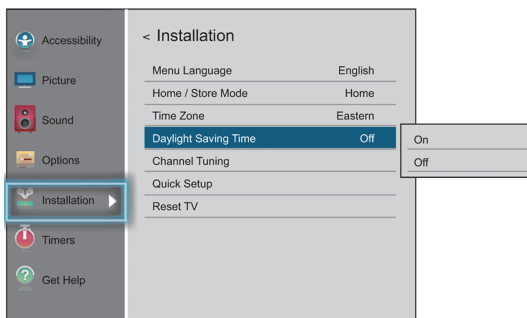 Accessibility
Picture
Sound
Options
Installation
Timers
Get Help
< Installation
Menu Language English
Home / Store Mode Home
Time Zone Eastern
Daylight Saving Time Off
Channel Tuning
Quick Setup
Reset TV
On
Off